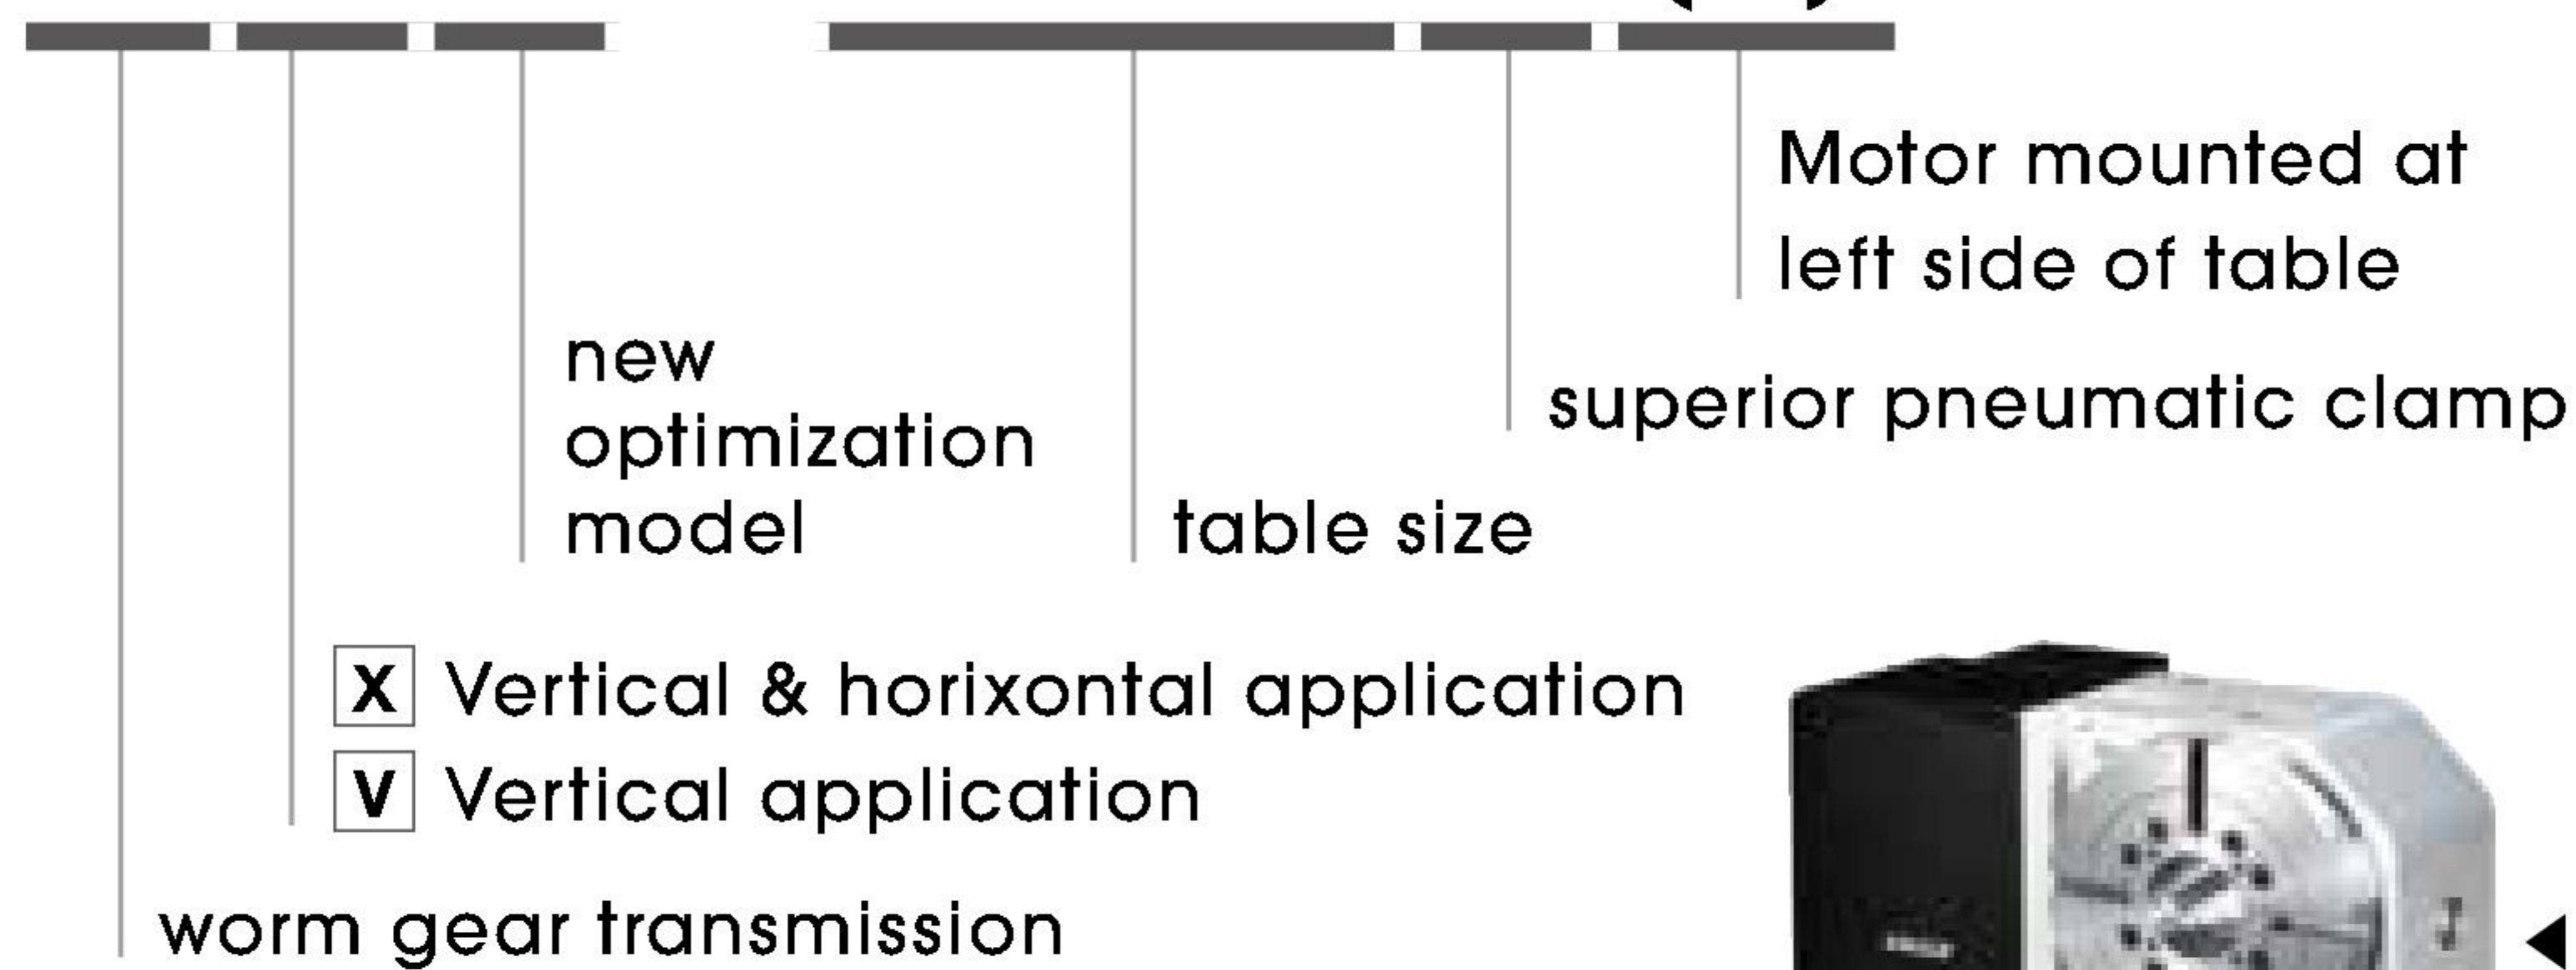 Motor mounted at
left side of table
new
optimization
model
superior pneumatic clamp
table size
X Vertical & horixontal application
V Vertical application
worm gear transmission